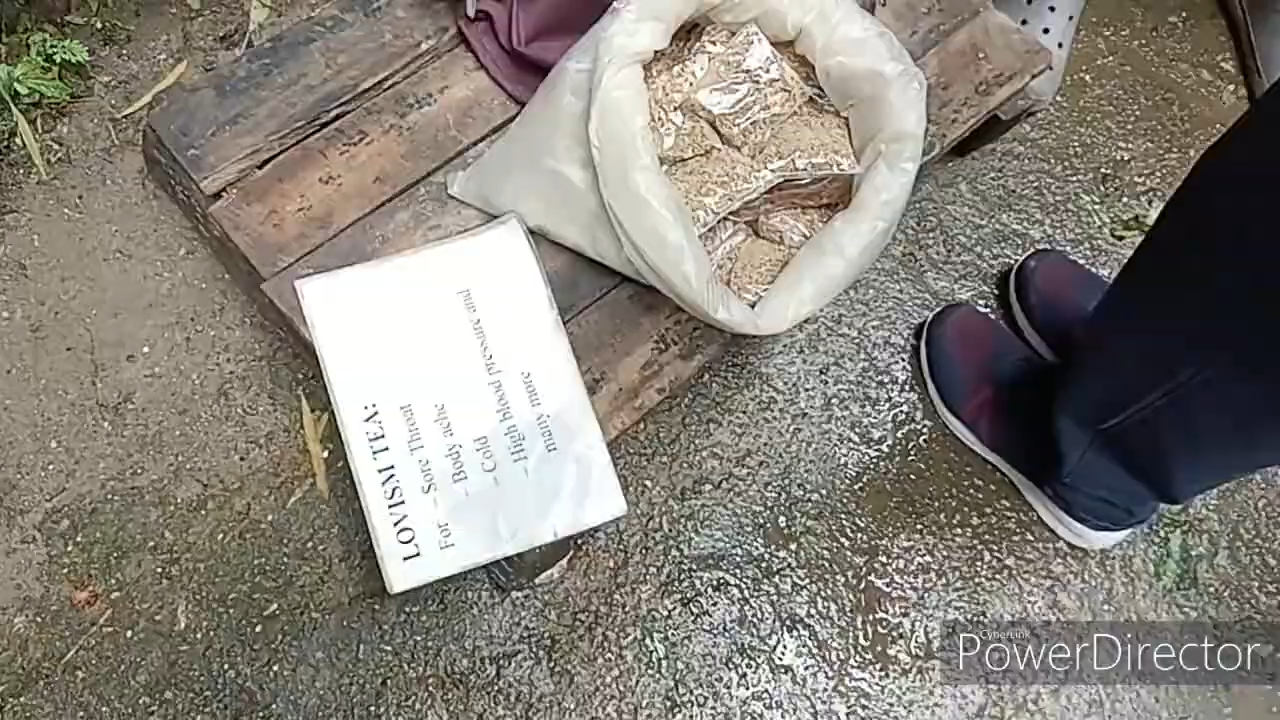 LOVISM TEA:
For – Sore Throat
– Body ache
– Cold
– High blood pressure and
many more
CyberLink
PowerDirector